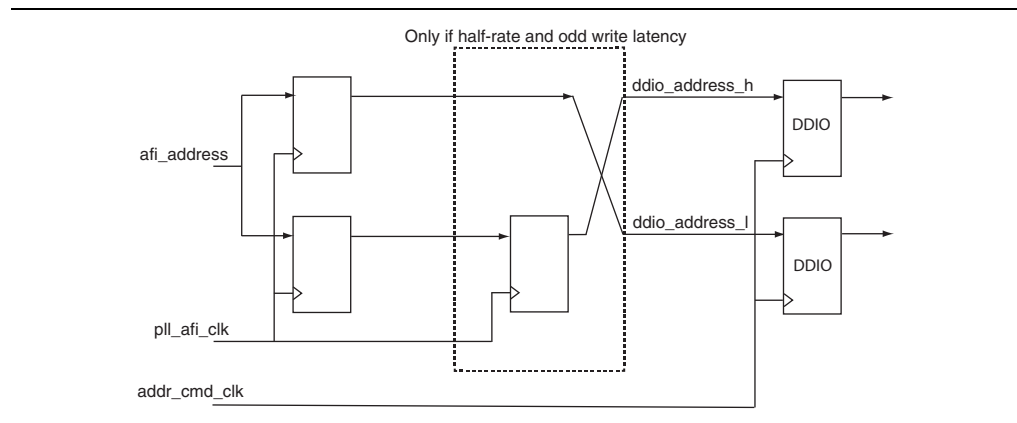 Only if half-rate and odd write latency
ddio_address_h
DDIO
afi_address
ddio_address_l
DDIO
pll_afi_clk
addr_cmd_clk